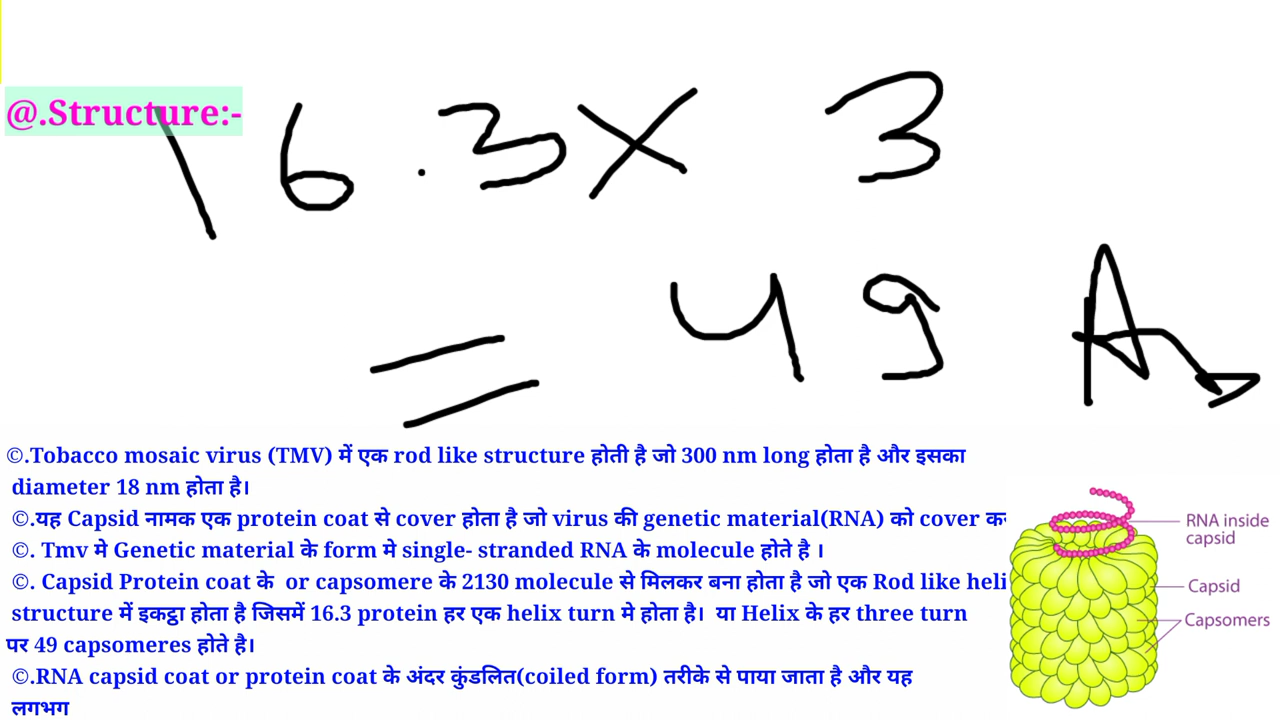 @.Structure:-
16.3 x 3
= 49 A
©.Tobacco mosaic virus (TMV) में एक rod like structure होती है जो 300 nm long होता है और इसका
diameter 18 nm होता है।
©.यह Capsid नामक एक protein coat से cover होता है जो virus की genetic material(RNA) को cover
©. Tmv मे Genetic material के form मे single- stranded RNA के molecule होते है ।
©. Capsid Protein coat के or capsomere के 2130 molecule से मिलकर बना होता है जो एक Rod like heli
structure में इकट्ठा होता है जिसमें 16.3 protein हर एक helix turn मे होता है। या Helix के हर three turn
पर 49 capsomeres होते है।
©.RNA capsid coat or protein coat के अंदर कुंडलित(coiled form) तरीके से पाया जाता है और यह
लगभग
RNA inside
capsid
Capsid
Capsomers